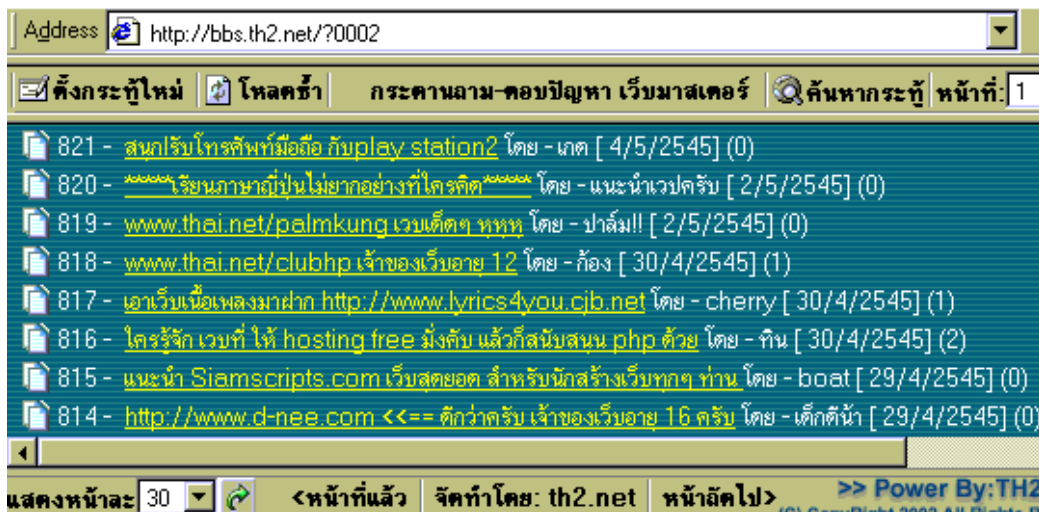 Address http://bbs.th2.net/?0002
ตั้งกระทู้ใหม่ โหลดซ้ำ กระดานถาม-ตอบปัญหา เว็บมาสเตอร์ ค้นหากระทู้ หน้าที่: 1
821 - สนุกรับโทรศัพท์มือถือ กับplay station2 โดย - เกด [ 4/5/2545] (0)
820 - ˜˜˜˜เรียนภาษาญี่ปุ่นไม่ยากอย่างที่ใครคิด˜˜˜˜ โดย - แนะนำเวปครับ [ 2/5/2545] (0)
819 - www.thai.net/palmkung เวบเด็ดๆ หุหุหุ โดย - ปาล์ม!! [ 2/5/2545] (0)
818 - www.thai.net/clubhp เจ้าของเว็บอายุ 12 โดย - ก้อง [ 30/4/2545] (1)
817 - เอาเว็บเนื้อเพลงมาฝาก http://www.lyrics4you.cjb.net โดย - cherry [ 30/4/2545] (1)
816 - ใครรู้จัก เวบที่ ให้ hosting free มั่งคับ แล้วก็สนับสนุน php ด้วย โดย - ทิน [ 30/4/2545] (2)
815 - แนะนำ Siamscripts.com เว็บสุดยอด สำหรับนักสร้างเว็บทุกๆ ท่าน โดย - boat [ 29/4/2545] (0)
814 - http://www.d-nee.com <<== ดีกว่าครับ เจ้าของเว็บอายุ 16 ครับ โดย - เด็กดีน้า [ 29/4/2545] (0)
แสดงหน้าละ 30 <หน้าที่แล้ว จัดทำโดย: th2.net หน้าถัดไป> >> Power By:TH2